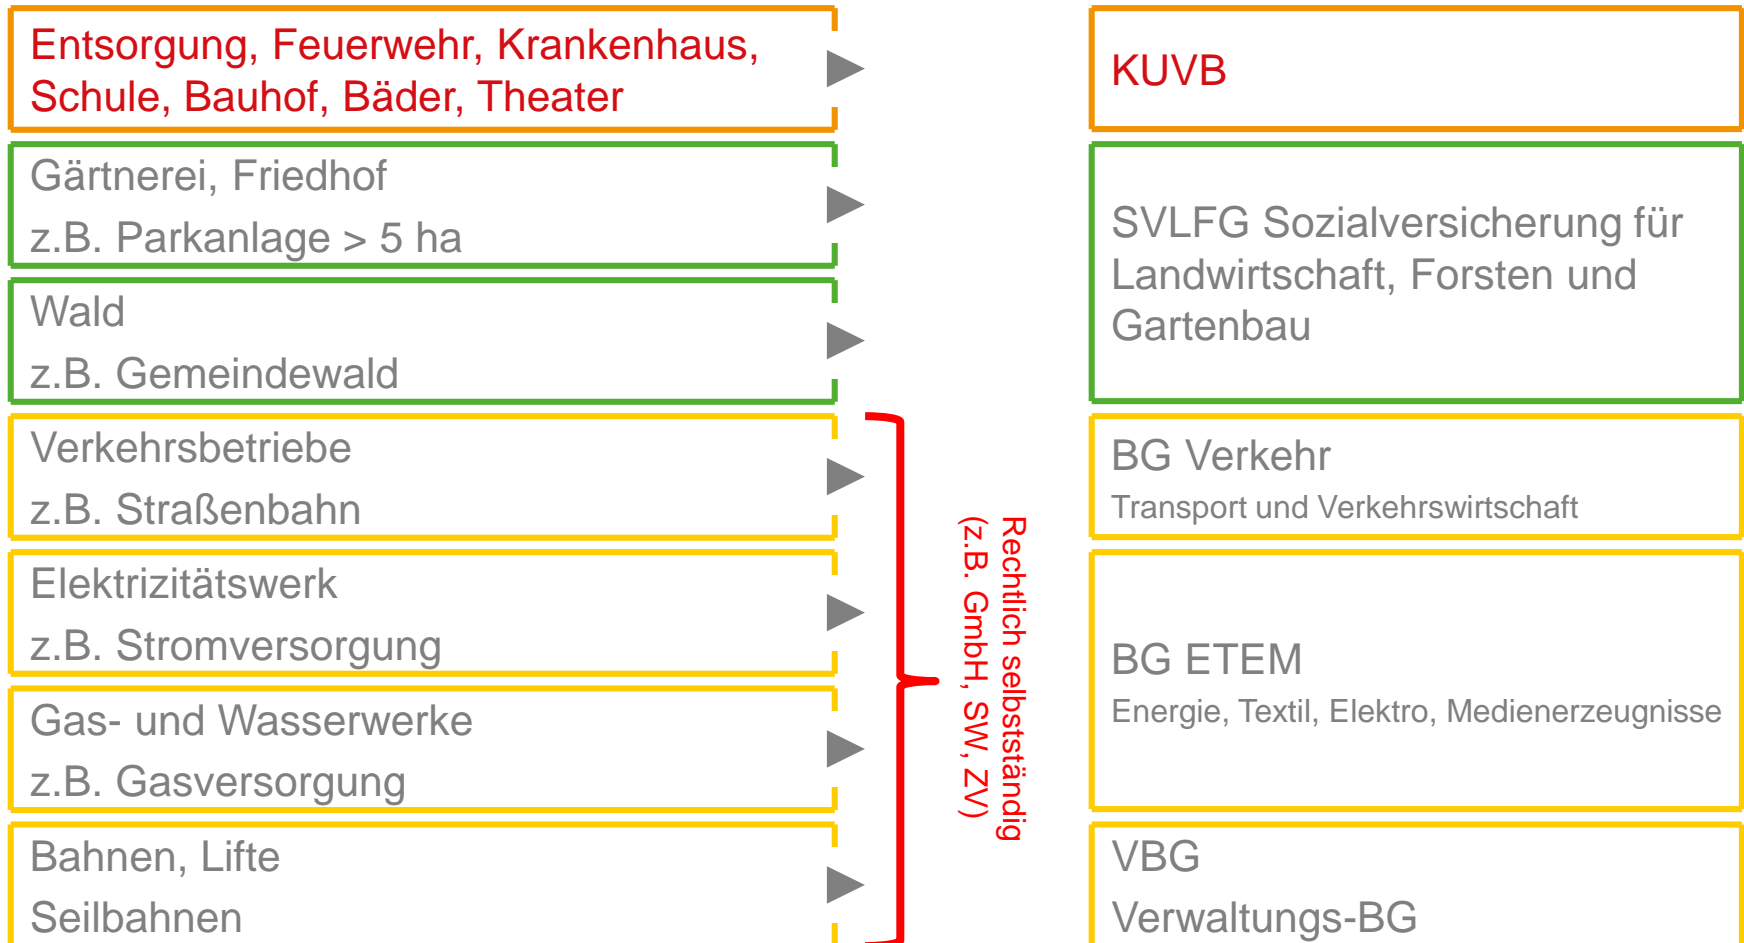 Entsorgung, Feuerwehr, Krankenhaus,
Schule, Bauhof, Bäder, Theater
KUVB
Gärtnerei, Friedhof
z.B. Parkanlage > 5 ha
Wald
z.B. Gemeindewald
SVLFG Sozialversicherung für
Landwirtschaft, Forsten und
Gartenbau
Verkehrsbetriebe
z.B. Straßenbahn
BG Verkehr
Transport und Verkehrswirtschaft
Elektrizitätswerk
z.B. Stromversorgung
Gas- und Wasserwerke
z.B. Gasversorgung
BG ETEM
Energie, Textil, Elektro, Medienerzeugnisse
Bahnen, Lifte
Seilbahnen
VBG
Verwaltungs-BG
Rechtlich selbstständig
(z.B. GmbH, SW, ZV)